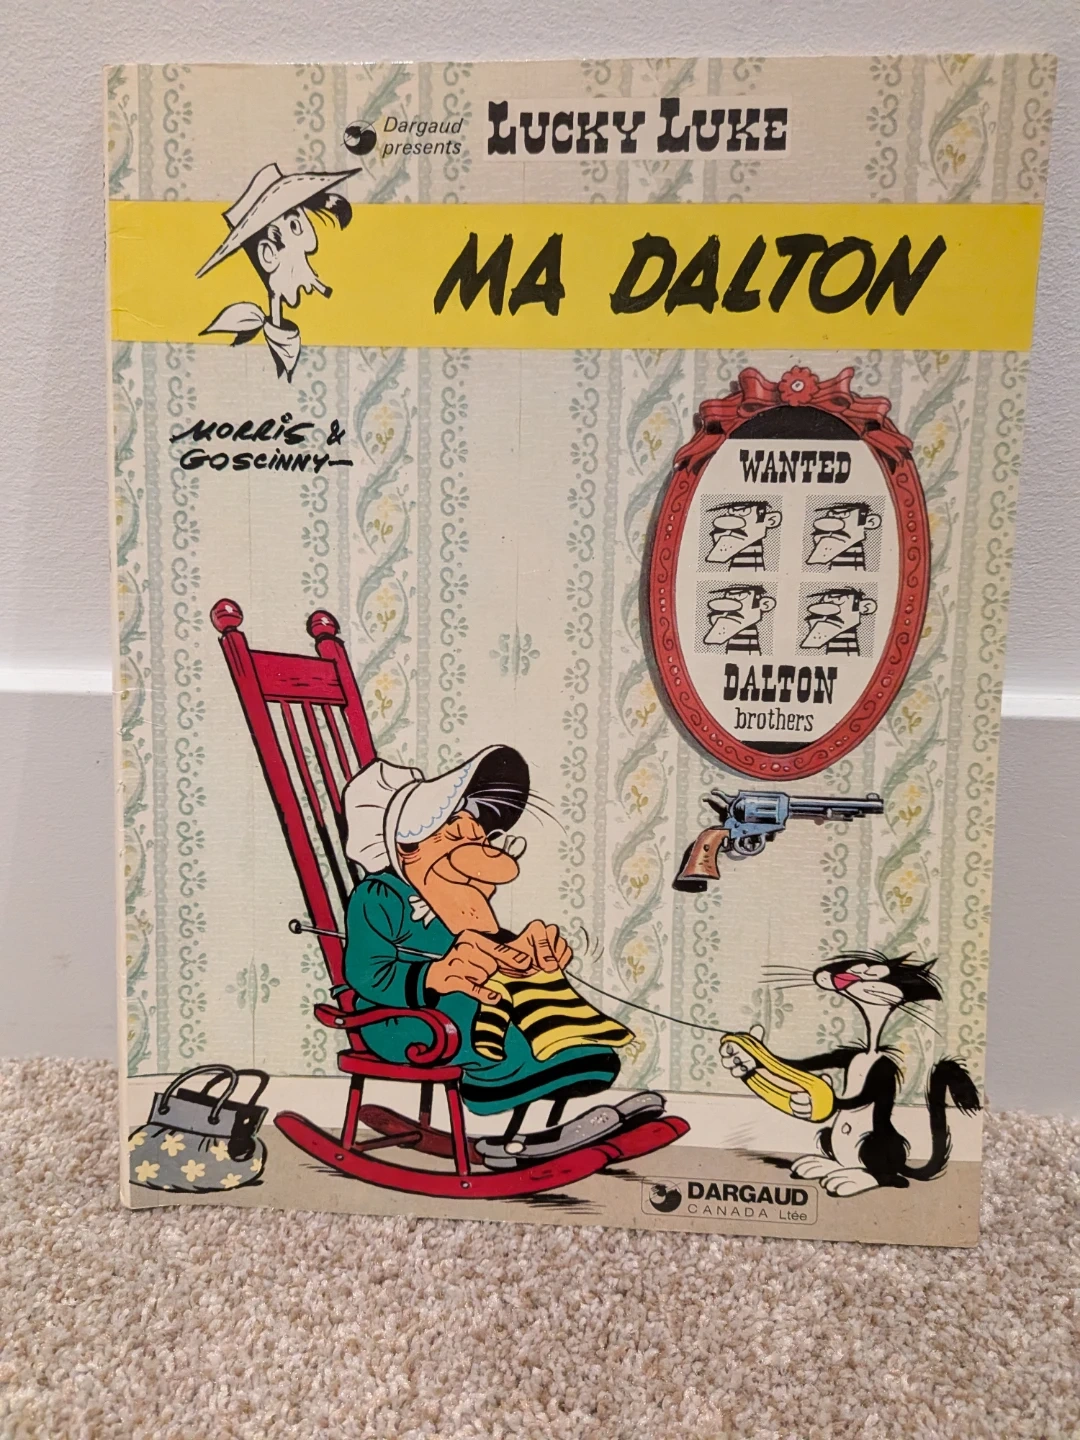 Dargaud
presents
LUCKY LUKE
MA DALTON
MORRIS &
GOSCINNY
WANTED
DALTON
brothers
DARGAUD
CANADA Ltée